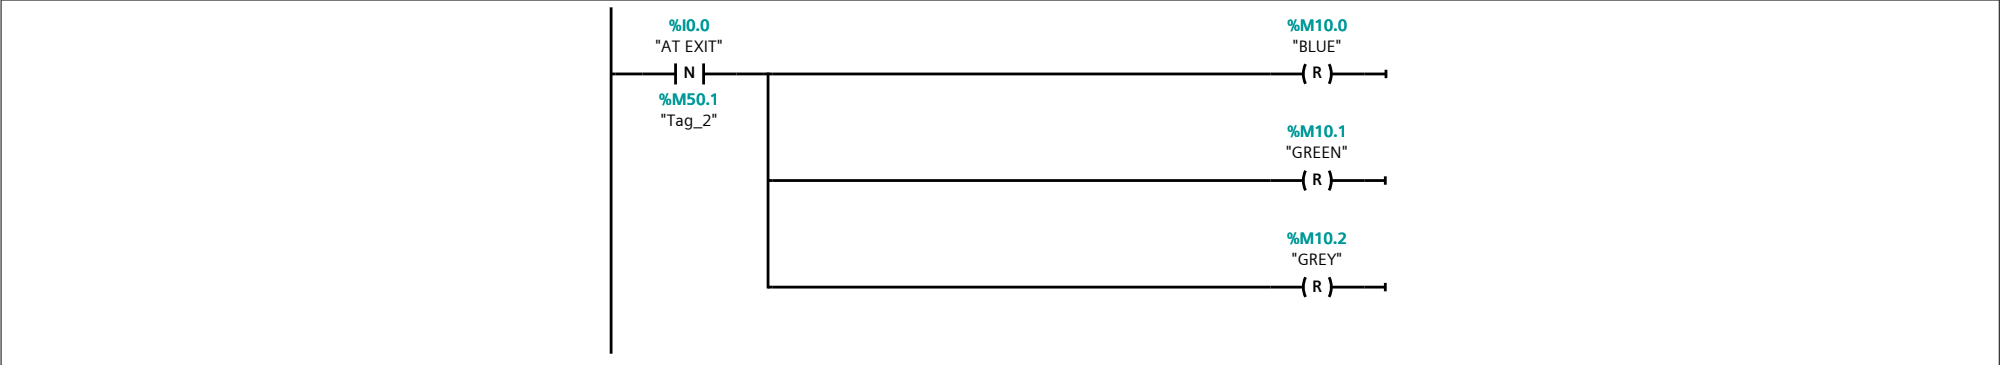 %I0.0
"AT EXIT"
N
%M50.1
"Tag_2"
%M10.0
"BLUE"
R
%M10.1
"GREEN"
R
%M10.2
"GREY"
R